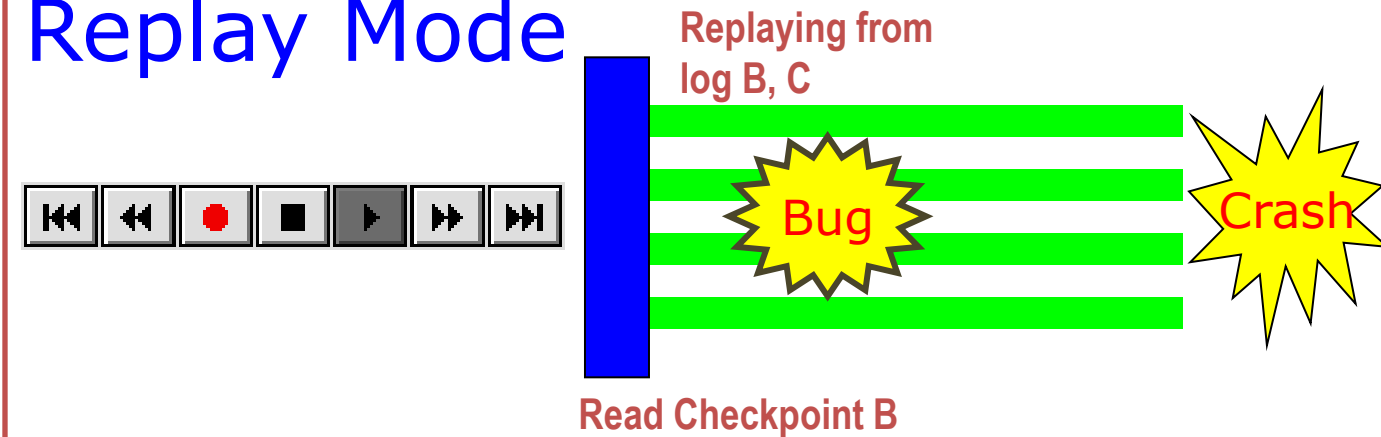 Replay Mode
Replaying from
log B, C
Bug
Crash
Read Checkpoint B